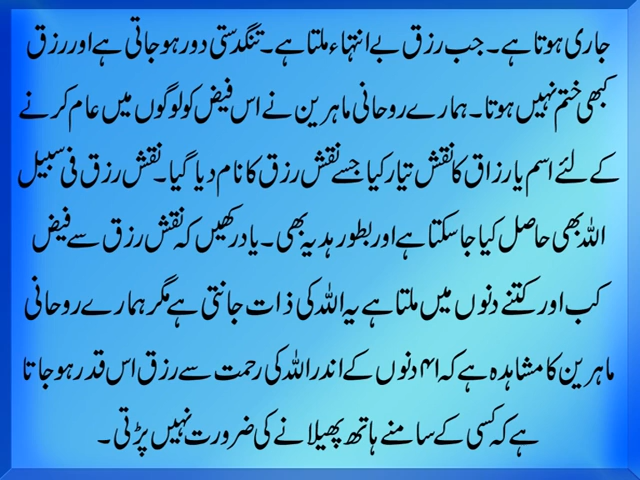 جاری ہوتا ہے۔ جب رزق بے انتہاء ملتا ہے۔ تنگدستی دور ہو جاتی ہے اور رزق
کبھی ختم نہیں ہوتا۔ ہمارے روحانی ماہرین نے اس فیض کو لوگوں میں عام کرنے
کے لئے اسم یا رزاق کا نقش تیار کیا جسے نقش رزق کا نام دیا گیا۔ نقش رزق فی سبیل
اللہ بھی حاصل کیا جا سکتا ہے اور بطور ہدیہ بھی۔ یاد رکھیں کہ نقش رزق سے فیض
کب اور کتنے دنوں میں ملتا ہے یہ اللہ کی ذات جانتی ہے مگر ہمارے روحانی
ماہرین کا مشاہدہ ہے کہ ۴۱ دنوں کے اندر اللہ کی رحمت سے رزق اس قدر ہو جاتا
ہے کہ کسی کے سامنے ہاتھ پھیلانے کی ضرورت نہیں پڑتی۔